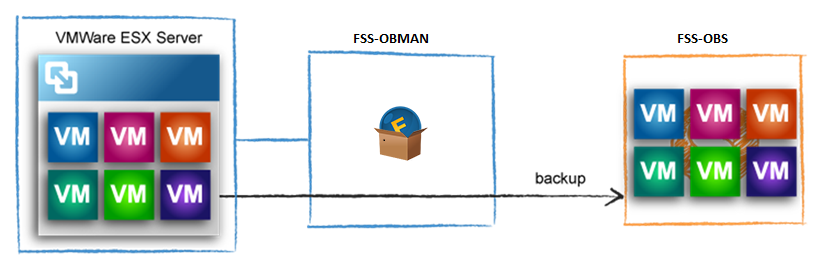 VMWare ESX Server
FSS-OBMAN
FSS-OBS
VM VM VM
VM VM VM
F
backup
VM VM VM
VM VM VM